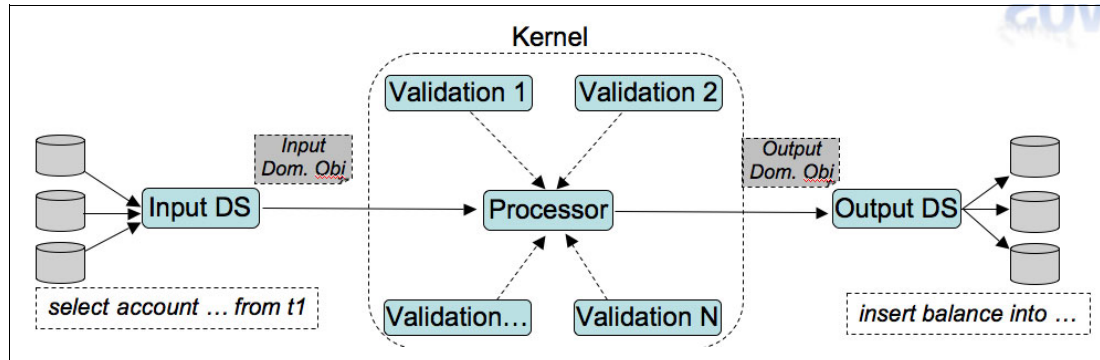 Kernel
Validation 1
Validation 2
Input
Dom. Obj
Output
Dom. Obj
Input DS
Processor
Output DS
select account … from t1
Validation…
Validation N
insert balance into …